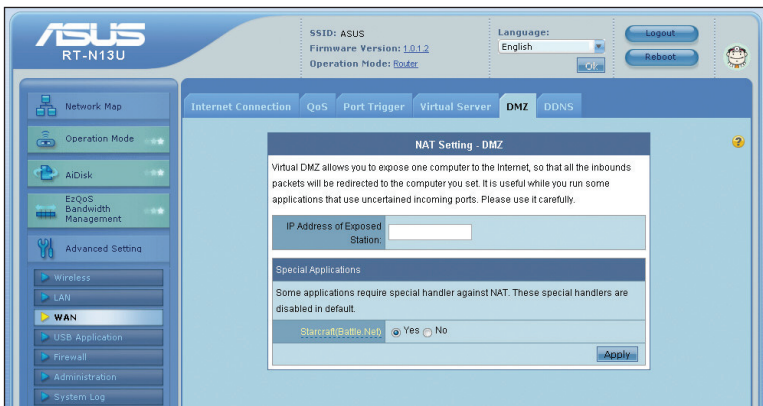 ASUS
RT-N13U
SSID: ASUS
Firmware Version: 1.0.1.2
Operation Mode: Router
Language:
English
Ok
Logout
Reboot
Network Map
Operation Mode
AiDisk
EzQoS
Bandwidth
Management
Advanced Setting
Wireless
LAN
WAN
USB Application
Firewall
Administration
System Log
Internet Connection QoS Port Trigger Virtual Server DMZ DDNS
NAT Setting - DMZ
Virtual DMZ allows you to expose one computer to the Internet, so that all the inbounds
packets will be redirected to the computer you set. It is useful while you run some
applications that use uncertained incoming ports. Please use it carefully.
IP Address of Exposed
Station:
Special Applications
Some applications require special handler against NAT. These special handlers are
disabled in default.
Starcraft(Battle.Net) Yes No
Apply
?